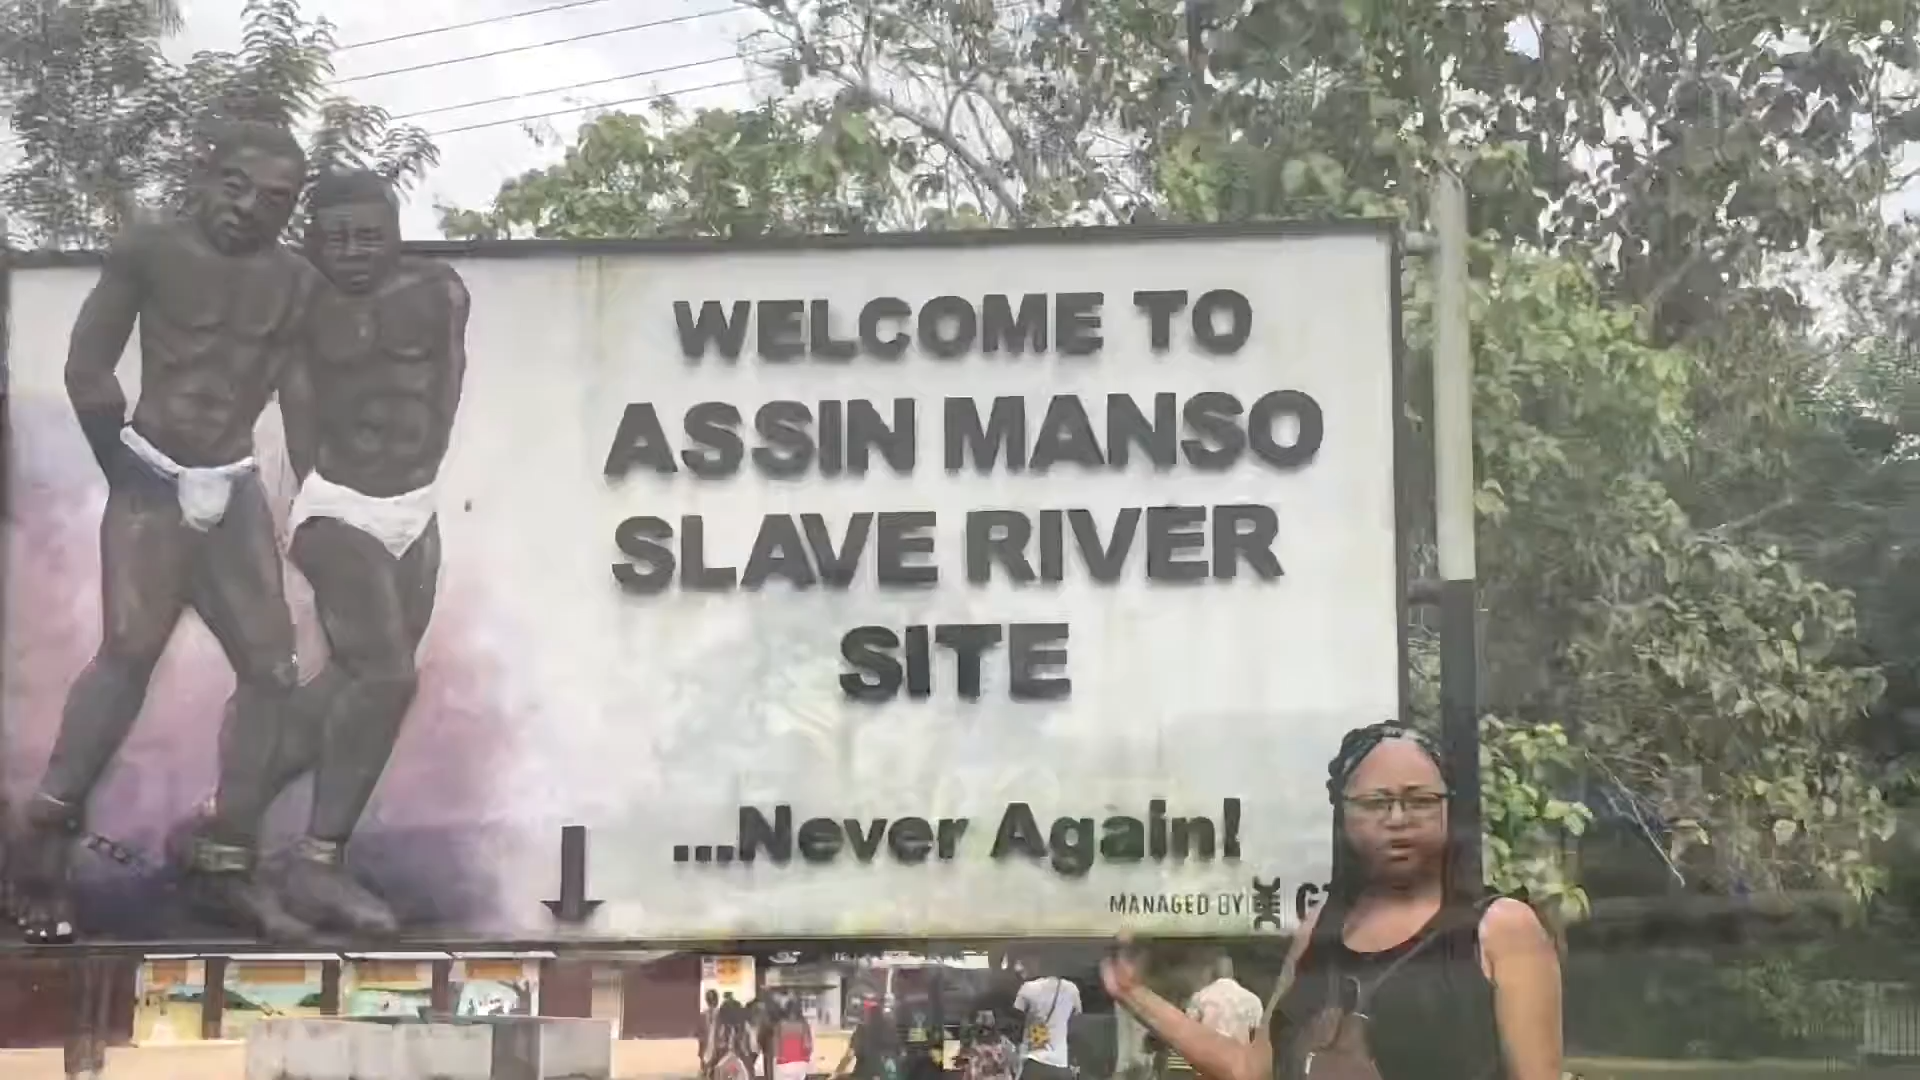 WELCOME TO
ASSIN MANSO
SLAVE RIVER
SITE
...Never Again!
MANAGED BY